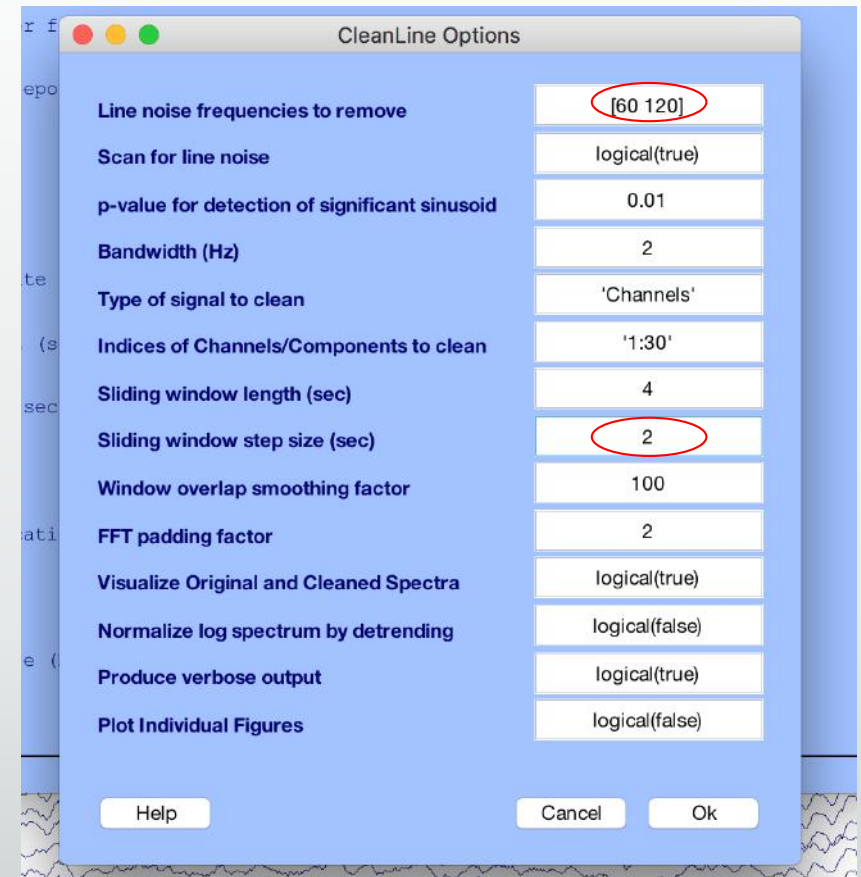 r f
CleanLine Options
epo
Line noise frequencies to remove [60 120]
Scan for line noise logical(true)
p-value for detection of significant sinusoid 0.01
Bandwidth (Hz) 2
te
Type of signal to clean 'Channels'
(s
Indices of Channels/Components to clean '1:30'
Sliding window length (sec) 4
sec
Sliding window step size (sec) 2
Window overlap smoothing factor 100
cati
FFT padding factor 2
Visualize Original and Cleaned Spectra logical(true)
Normalize log spectrum by detrending logical(false)
e (
Produce verbose output logical(true)
Plot Individual Figures logical(false)
Help Cancel Ok